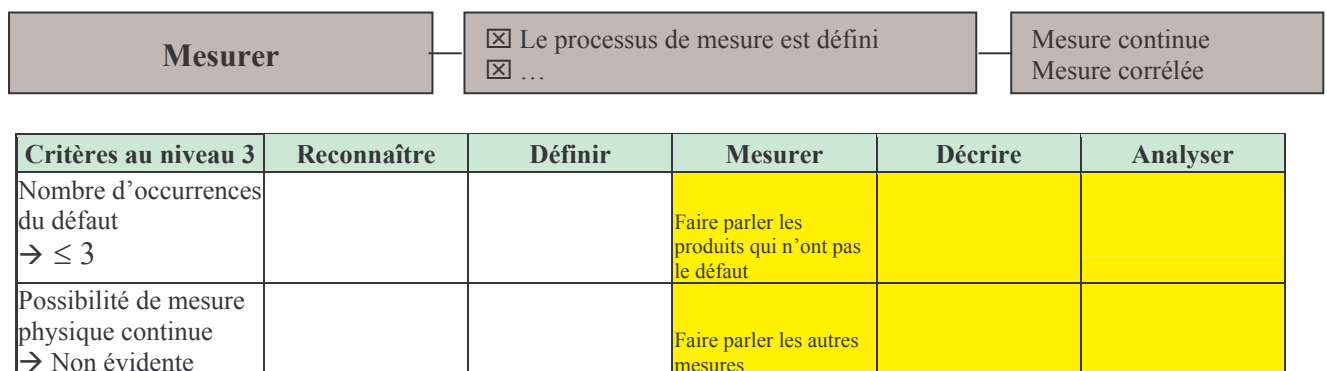 Mesurer
☒ Le processus de mesure est défini
☒ …
Mesure continue
Mesure corrélée
Critères au niveau 3 Reconnaître Définir Mesurer Décrire Analyser
Nombre d’occurrences
du défaut
→ ≤ 3
Faire parler les
produits qui n’ont pas
le défaut
Possibilité de mesure
physique continue
→ Non évidente
Faire parler les autres
mesures